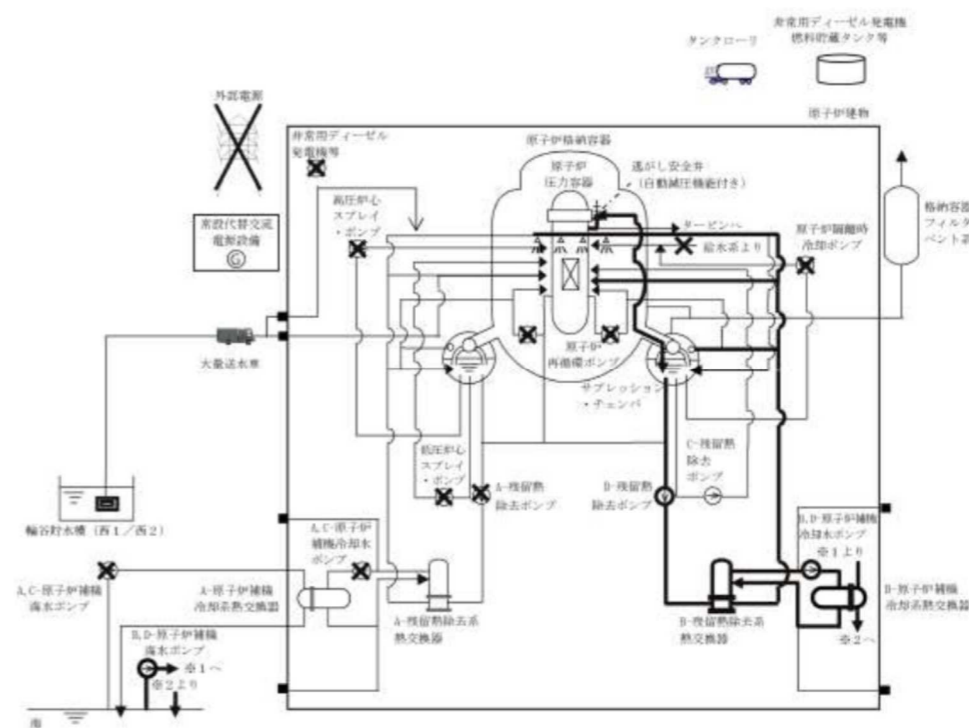 非常用ディーゼル発電機
燃料貯蔵タンク等
タンクローリ
外部電源
原子炉建物
非常用ディーゼル
発電機等
原子炉格納容器
原子炉
圧力容器
逃がし安全弁
(自動減圧機能付き)
高圧炉心
スプレイ・
ポンプ
タービンへ
給水系より
原子炉隔離時
冷却ポンプ
格納容器
フィルタ
ベント系
常設代替交流
電源設備
G
大量送水車
原子炉
再循環ポンプ
サプレッション
・チェンバ
低圧炉心
スプレイ
・ポンプ
A-残留熱
除去ポンプ
C-残留熱
除去
ポンプ
輪谷貯水槽(西1/西2)
A,C-原子炉
補機冷却水
ポンプ
B,D-原子炉補機
冷却水ポンプ
※1より
A,C-原子炉補機
海水ポンプ
A-原子炉補機
冷却系熱交換器
B-原子炉補機
冷却系熱交換器
A-残留熱除去系
熱交換器
B-残留熱除去系
熱交換器
※2へ
B,D-原子炉補機
海水ポンプ
※1へ
※2より
海